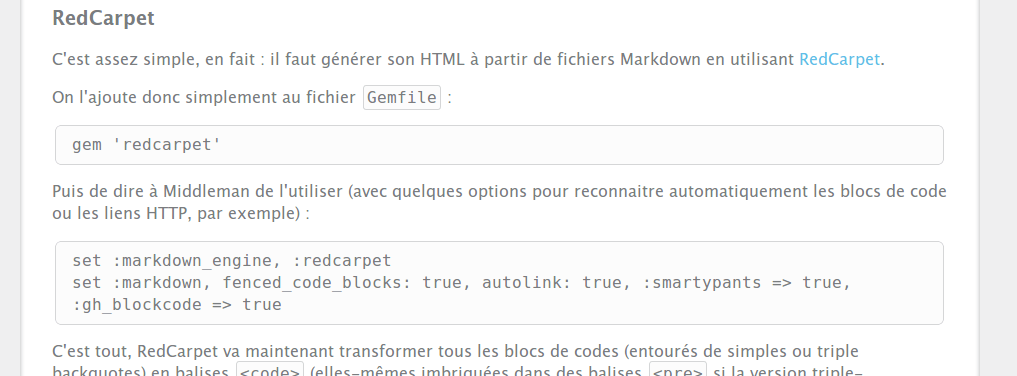 RedCarpet
C'est assez simple, en fait : il faut générer son HTML à partir de fichiers Markdown en utilisant RedCarpet.
On l'ajoute donc simplement au fichier Gemfile :
gem 'redcarpet'
Puis de dire à Middleman de l'utiliser (avec quelques options pour reconnaitre automatiquement les blocs de code
ou les liens HTTP, par exemple) :
set :markdown_engine, :redcarpet
set :markdown, fenced_code_blocks: true, autolink: true, :smartypants => true,
:gh_blockcode => true
C'est tout, RedCarpet va maintenant transformer tous les blocs de codes (entourés de simples ou triple
backquotes) en balises <code> (elles-mêmes imbriquées dans des balises <pre> si la version triple-